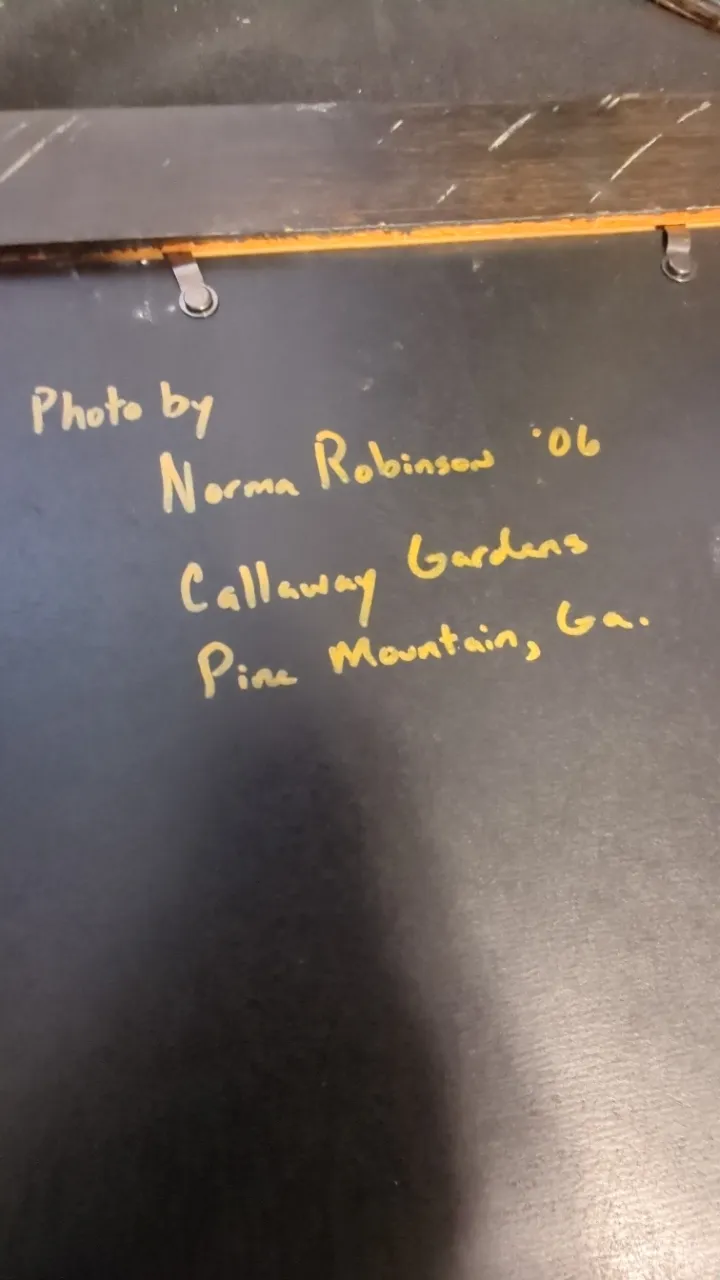 Photo by
Norma Robinson '06
Callaway Gardens
Pine Mountain, Ga.